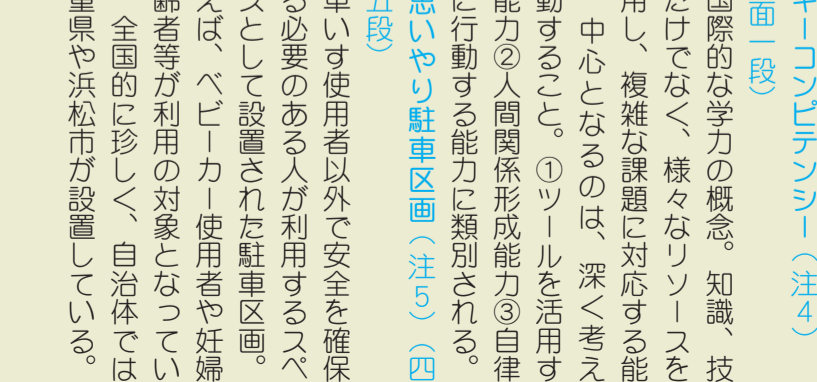 キーコンピテンシー（注４）
面一段）
国際的な学力の概念。知識、技
だけでなく、様々なリソースを
用し、複雑な課題に対応する能
中心となるのは、深く考え
動すること。①ツールを活用す
能力②人間関係形成能力③自律
に行動する能力に類別される。
思いやり駐車区画（注５）（四
五段）
車いす使用者以外で安全を確保
る必要のある人が利用するスペ
スとして設置された駐車区画。
えば、ベビーカー使用者や妊婦
齢者等が利用の対象となってい
全国的に珍しく、自治体では
重県や浜松市が設置している。